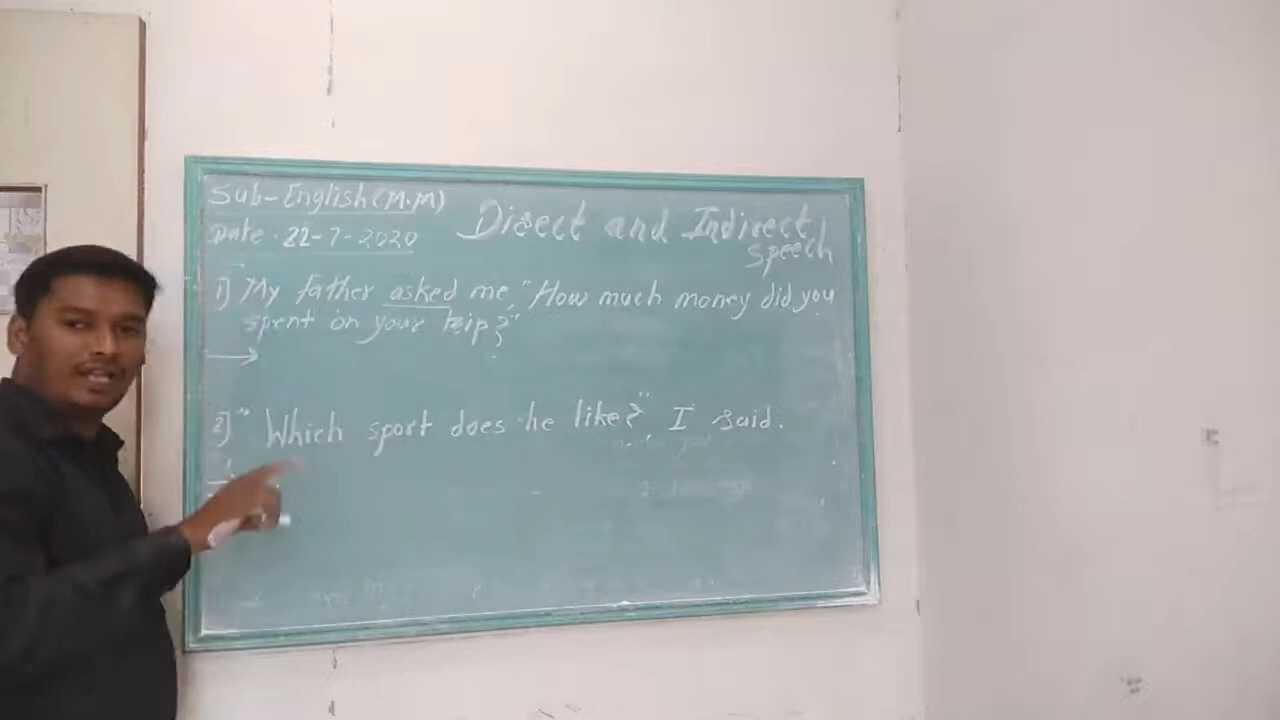 Sub-English(M.M)
Date. 22-7-2020
Direct and Indirect
Speech
1) My father asked me, "How much money did you
spent on your trip?"
2) " Which sport does he like?" I said.